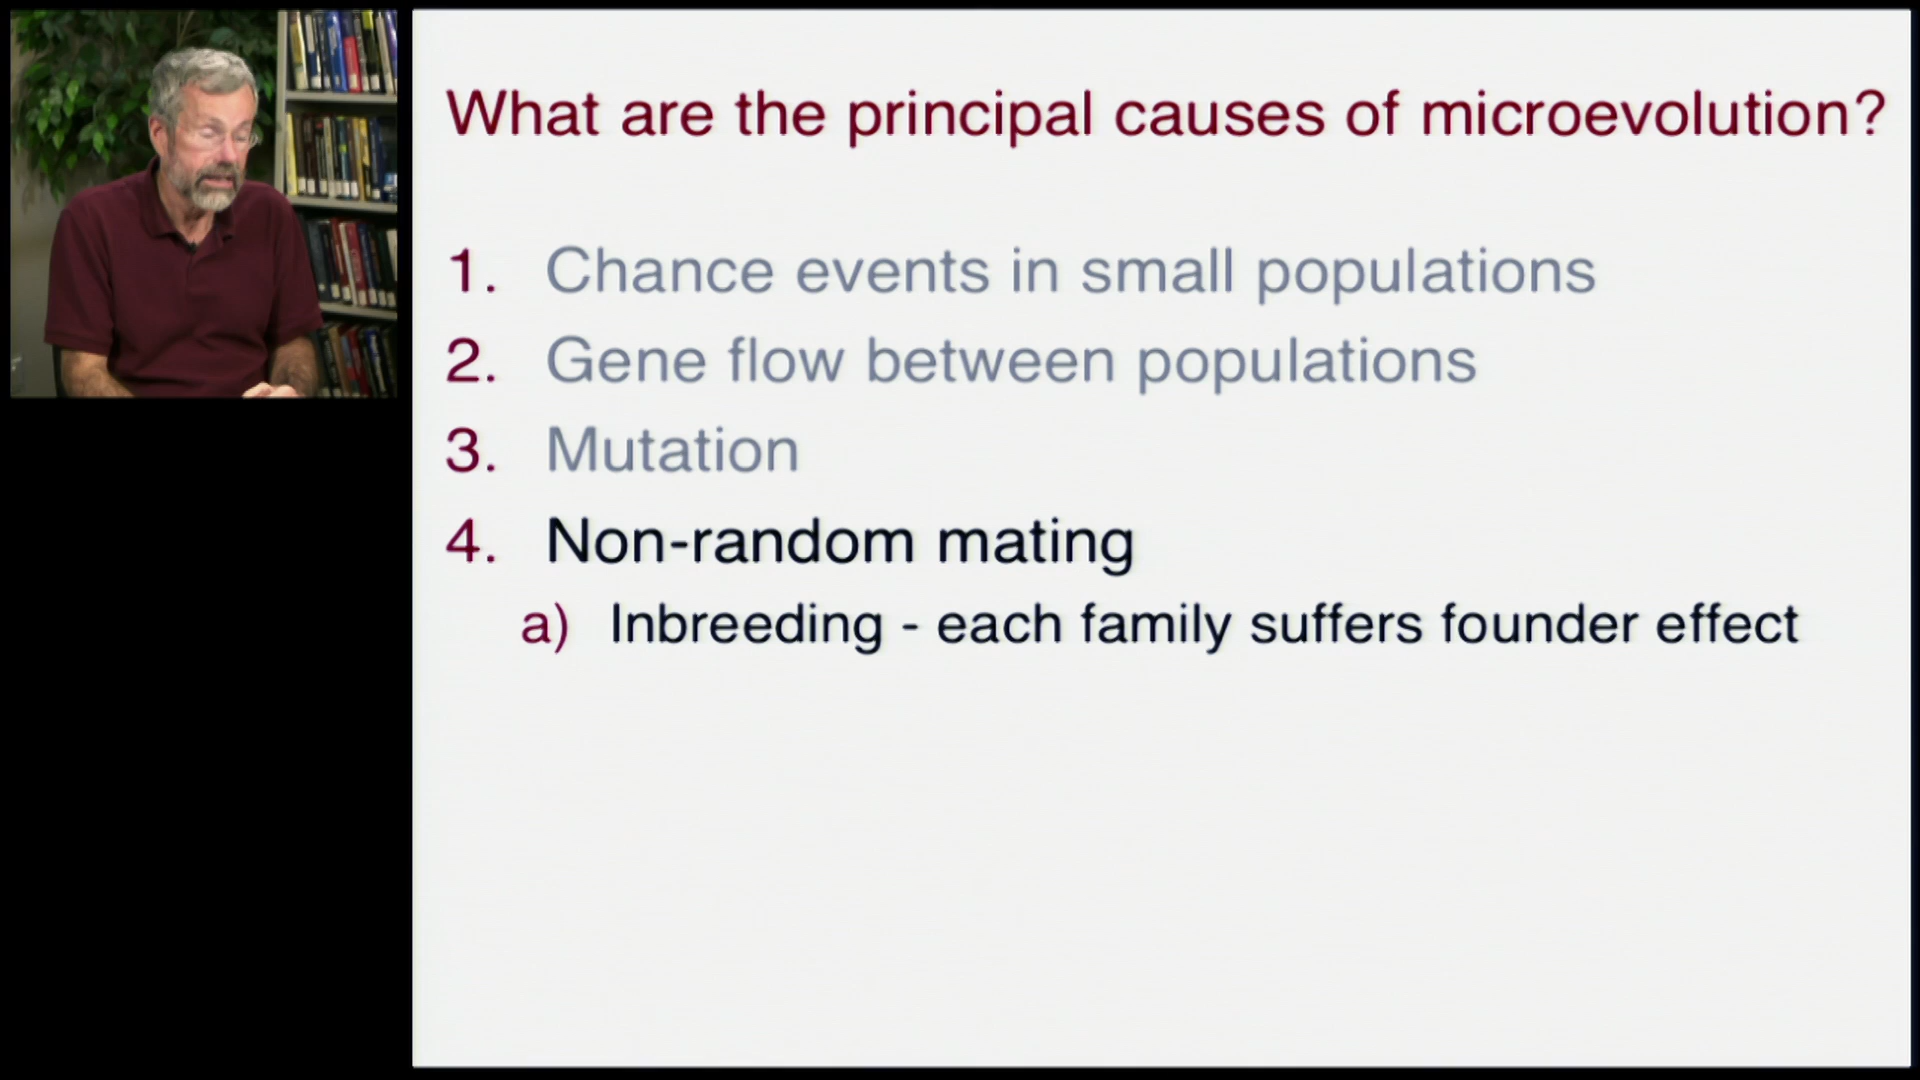 What are the principal causes of microevolution?
1. Chance events in small populations
2. Gene flow between populations
3. Mutation
4. Non-random mating
a) Inbreeding - each family suffers founder effect